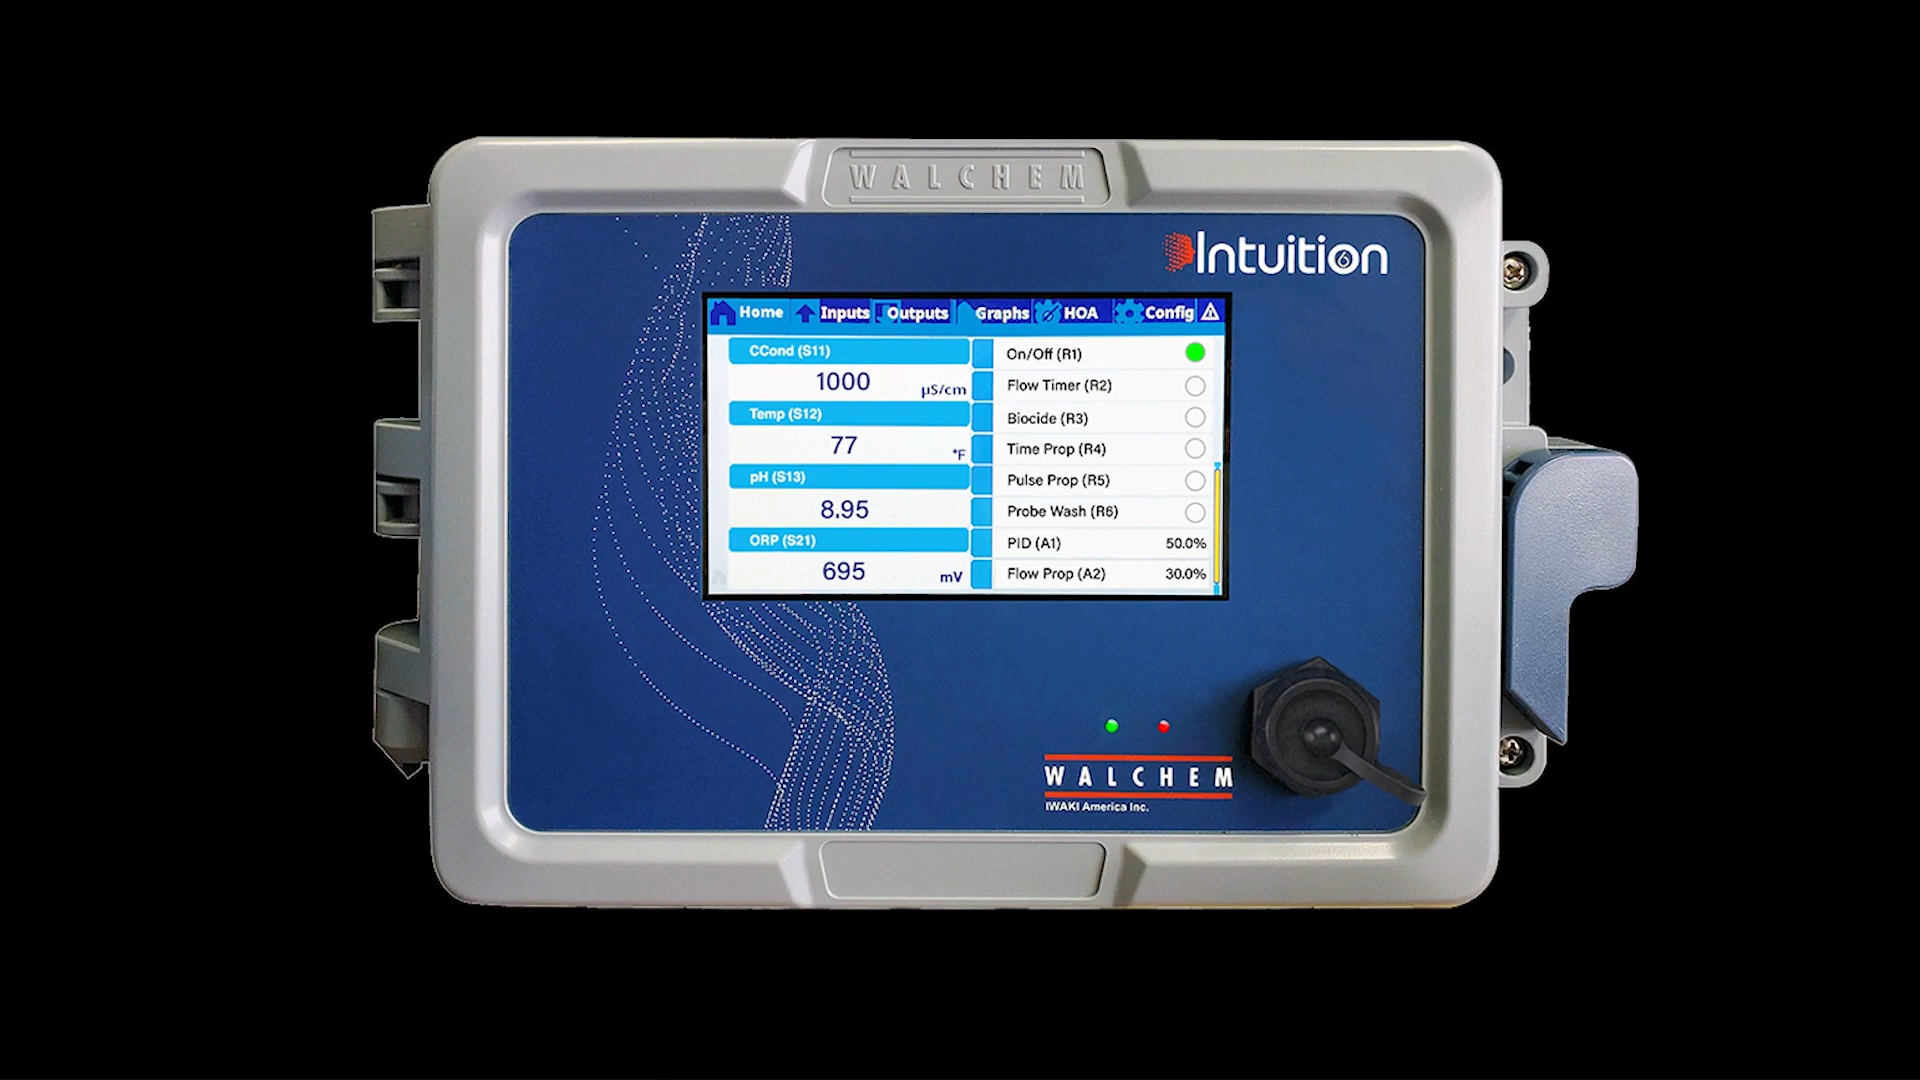 WALCHEM
Intuition 6
Home Inputs Outputs Graphs HOA Config
CCond (S11)
1000 µS/cm
Temp (S12)
77 °F
pH (S13)
8.95
ORP (S21)
695 mV
On/Off (R1)
Flow Timer (R2)
Biocide (R3)
Time Prop (R4)
Pulse Prop (R5)
Probe Wash (R6)
PID (A1) 50.0%
Flow Prop (A2) 30.0%
WALCHEM
IWAKI America Inc.